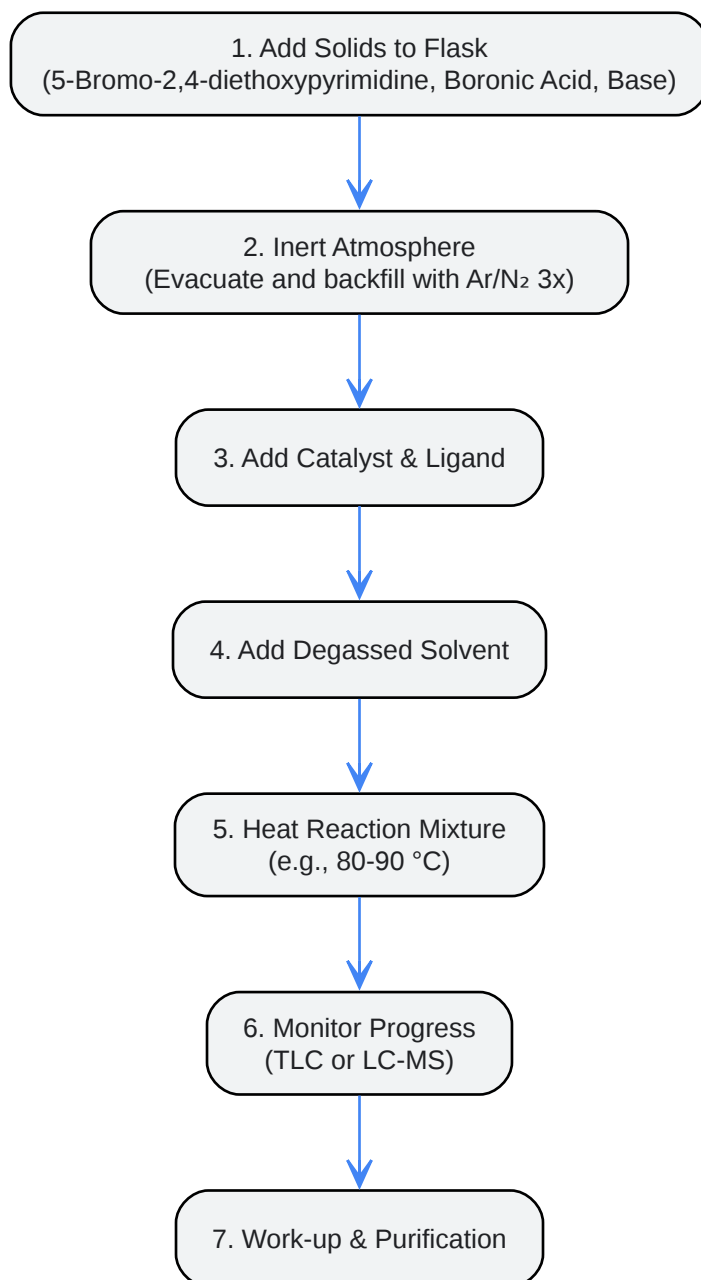 1. Add Solids to Flask
(5-Bromo-2,4-diethoxypyrimidine, Boronic Acid, Base)
2. Inert Atmosphere
(Evacuate and backfill with Ar/N₂ 3x)
3. Add Catalyst & Ligand
4. Add Degassed Solvent
5. Heat Reaction Mixture
(e.g., 80-90 °C)
6. Monitor Progress
(TLC or LC-MS)
7. Work-up & Purification